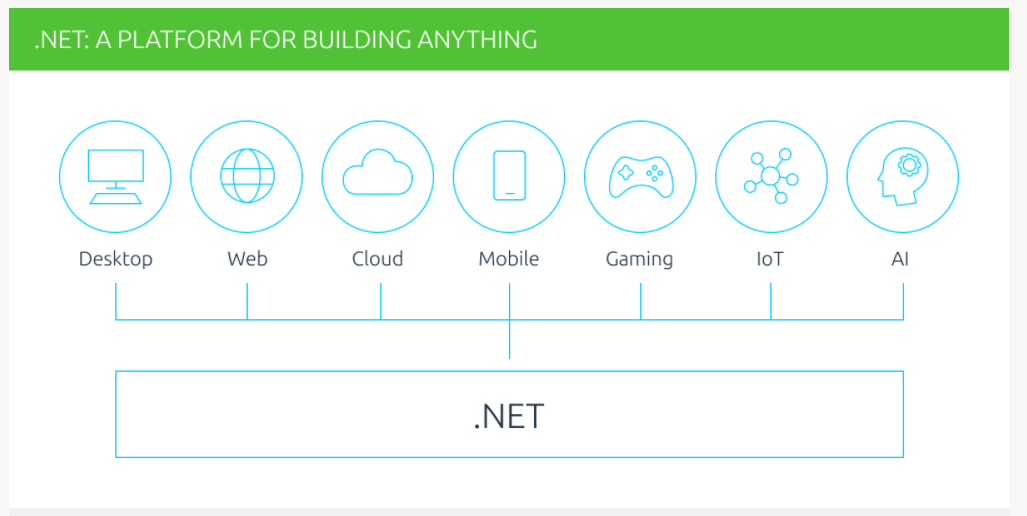 .NET: A PLATFORM FOR BUILDING ANYTHING
Desktop Web Cloud Mobile Gaming IoT AI
.NET